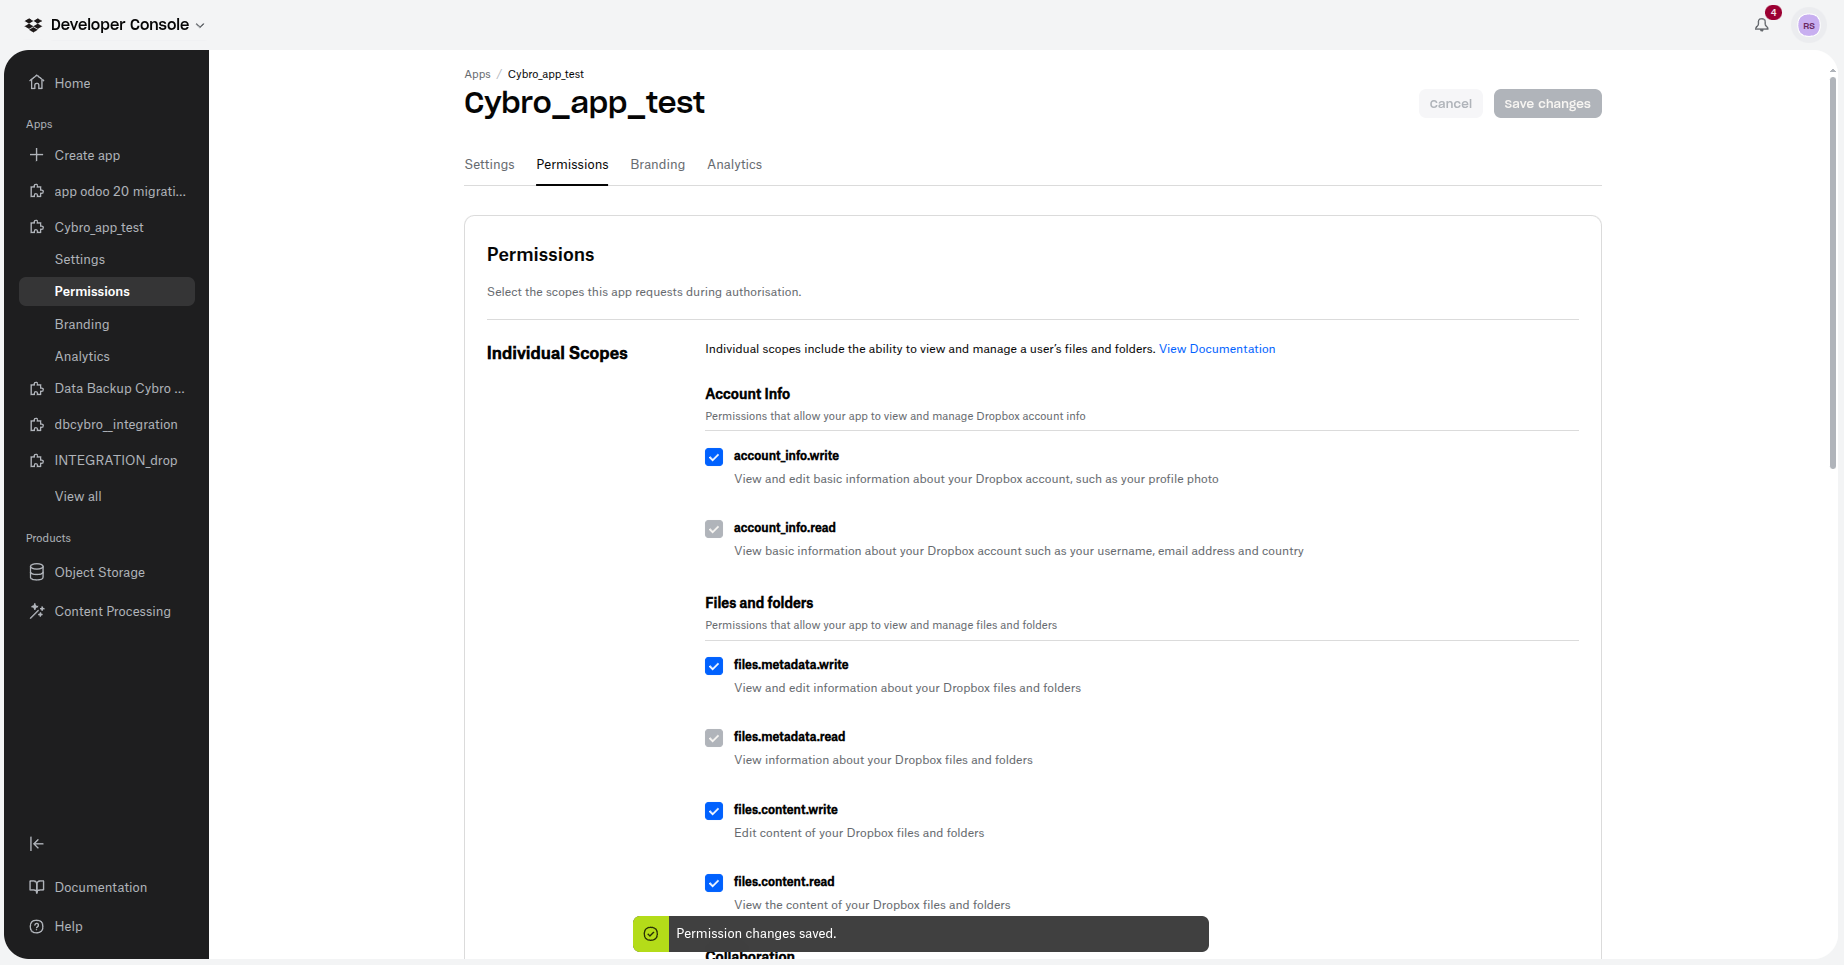 Developer Console
4
RS
Home
Apps
Create app
app odoo 20 migrati...
Cybro_app_test
Settings
Permissions
Branding
Analytics
Data Backup Cybro ...
dbcybro_integration
INTEGRATION_drop
View all
Products
Object Storage
Content Processing
Documentation
Help
Apps / Cybro_app_test
Cybro_app_test
Cancel
Save changes
Settings Permissions Branding Analytics
Permissions
Select the scopes this app requests during authorisation.
Individual Scopes
Individual scopes include the ability to view and manage a user’s files and folders. View Documentation
Account Info
Permissions that allow your app to view and manage Dropbox account info
account_info.write
View and edit basic information about your Dropbox account, such as your profile photo
account_info.read
View basic information about your Dropbox account such as your username, email address and country
Files and folders
Permissions that allow your app to view and manage files and folders
files.metadata.write
View and edit information about your Dropbox files and folders
files.metadata.read
View information about your Dropbox files and folders
files.content.write
Edit content of your Dropbox files and folders
files.content.read
View the content of your Dropbox files and folders
Permission changes saved.
Collaboration